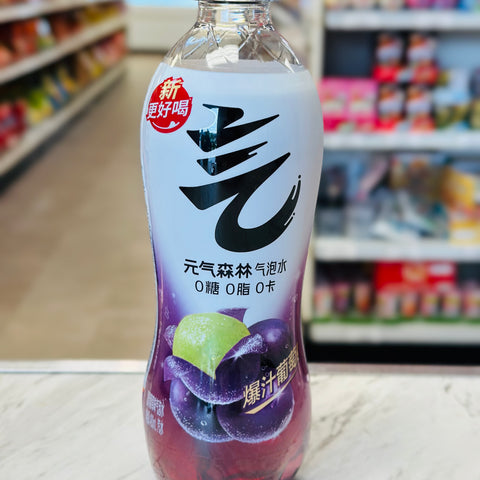 新
更好喝
气
元气森林 气泡水
0糖 0脂 0卡
爆汁葡萄